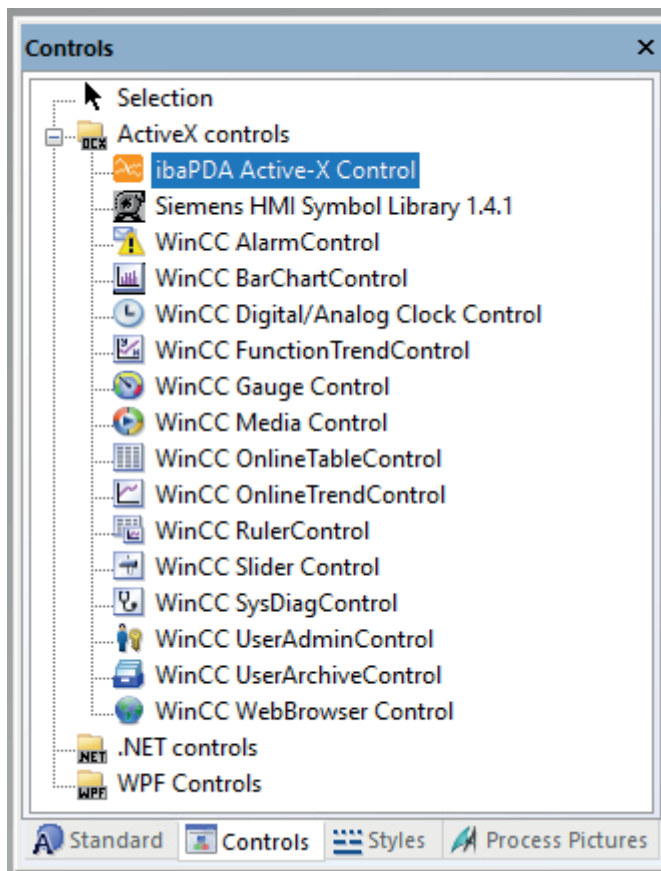 Controls
Selection
ActiveX controls
ibaPDA Active-X Control
Siemens HMI Symbol Library 1.4.1
WinCC AlarmControl
WinCC BarChartControl
WinCC Digital/Analog Clock Control
WinCC FunctionTrendControl
WinCC Gauge Control
WinCC Media Control
WinCC OnlineTableControl
WinCC OnlineTrendControl
WinCC RulerControl
WinCC Slider Control
WinCC SysDiagControl
WinCC UserAdminControl
WinCC UserArchiveControl
WinCC WebBrowser Control
.NET controls
WPF Controls
Standard Controls Styles Process Pictures